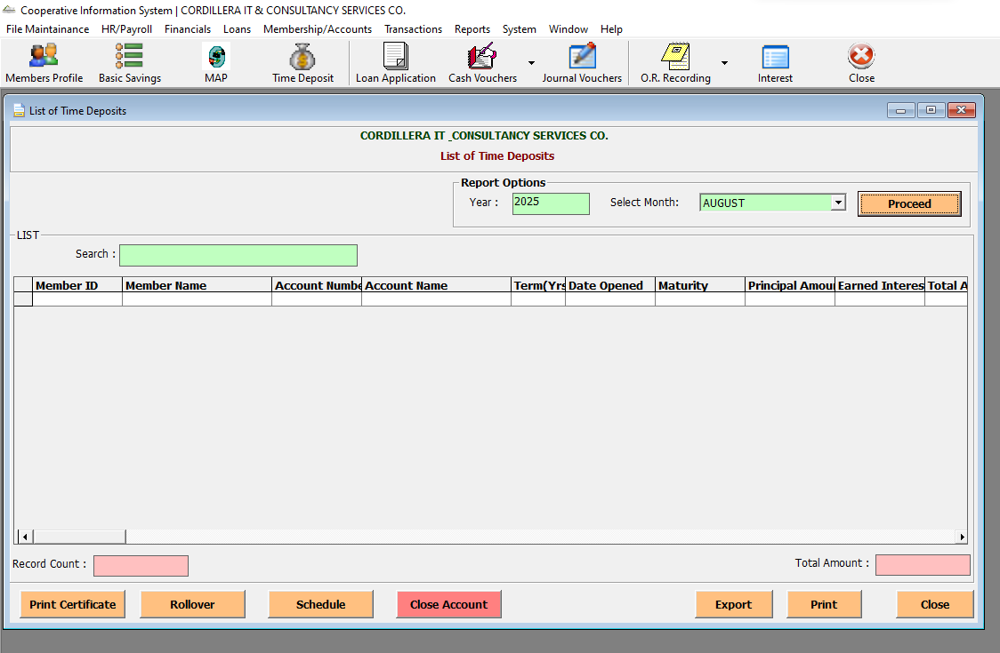 Cooperative Information System | CORDILLERA IT & CONSULTANCY SERVICES CO.
File Maintainance HR/Payroll Financials Loans Membership/Accounts Transactions Reports System Window Help
Members Profile Basic Savings MAP Time Deposit Loan Application Cash Vouchers Journal Vouchers O.R. Recording Interest Close
List of Time Deposits
CORDILLERA IT _CONSULTANCY SERVICES CO.
List of Time Deposits
Report Options
Year : 2025 Select Month: AUGUST Proceed
LIST
Search :
Member ID Member Name Account Numbe Account Name Term(Yrs Date Opened Maturity Principal Amou Earned Interes Total A
Record Count : Total Amount :
Print Certificate Rollover Schedule Close Account Export Print Close